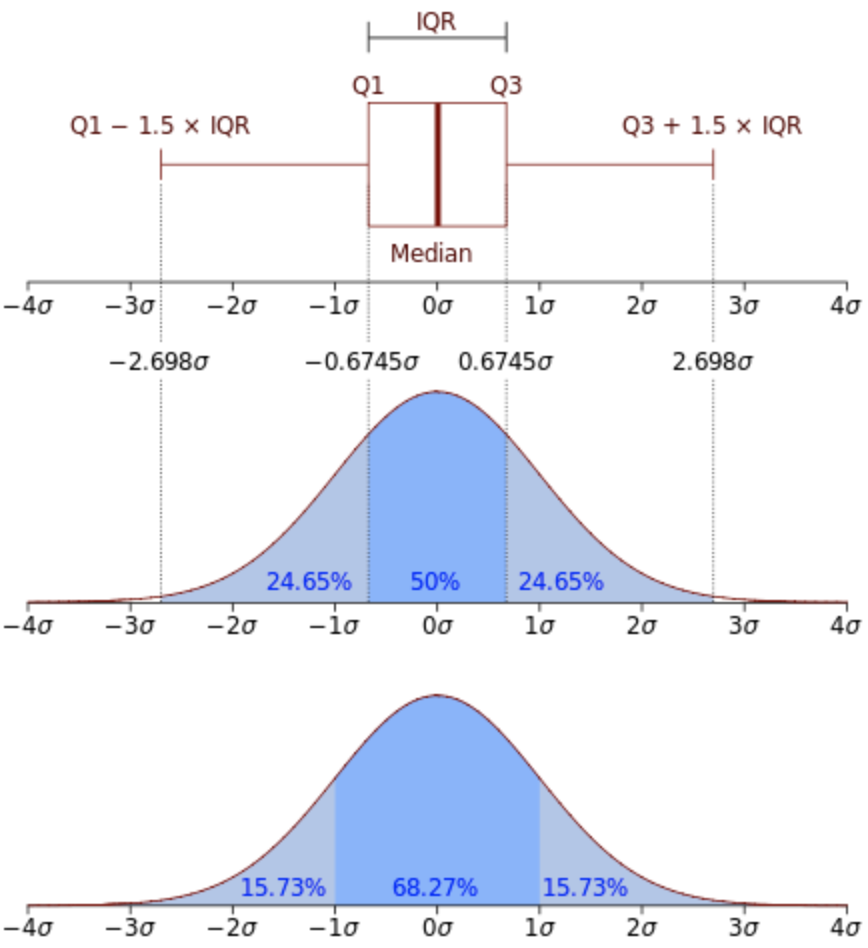 IQR
Q1 Q3
Q1 − 1.5 × IQR Q3 + 1.5 × IQR
Median
−4σ −3σ −2σ −1σ 0σ 1σ 2σ 3σ 4σ
−2.698σ −0.6745σ 0.6745σ 2.698σ
24.65% 50% 24.65%
−4σ −3σ −2σ −1σ 0σ 1σ 2σ 3σ 4σ
15.73% 68.27% 15.73%
−4σ −3σ −2σ −1σ 0σ 1σ 2σ 3σ 4σ